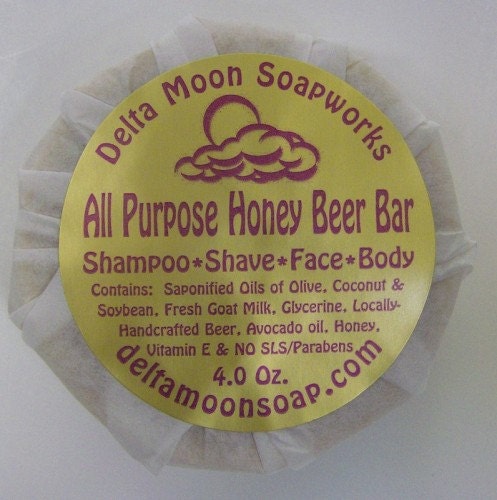 Delta Moon Soapworks
All Purpose Honey Beer Bar
Shampoo*Shave*Face*Body
Contains: Saponified Oils of Olive, Coconut &
Soybean, Fresh Goat Milk, Glycerine, Locally-
Handcrafted Beer, Avocado oil, Honey,
Vitamin E & NO SLS/Parabens
4.0 Oz.
deltamoonsoap.com